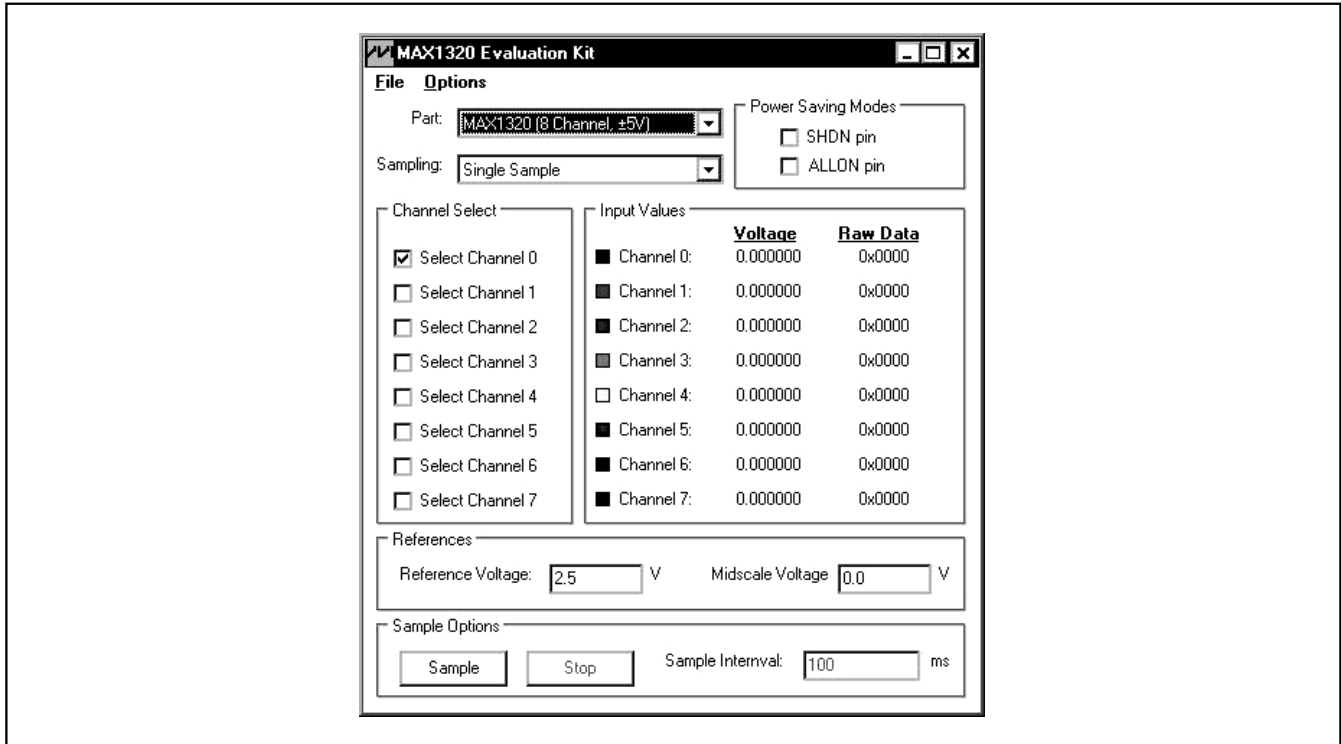 MAX1320 Evaluation Kit
File Options
Part: MAX1320 (8 Channel, ±5V)
Sampling: Single Sample
Power Saving Modes
SHDN pin
ALLON pin
Channel Select
Select Channel 0
Select Channel 1
Select Channel 2
Select Channel 3
Select Channel 4
Select Channel 5
Select Channel 6
Select Channel 7
Input Values
Voltage Raw Data
Channel 0: 0.000000 0x0000
Channel 1: 0.000000 0x0000
Channel 2: 0.000000 0x0000
Channel 3: 0.000000 0x0000
Channel 4: 0.000000 0x0000
Channel 5: 0.000000 0x0000
Channel 6: 0.000000 0x0000
Channel 7: 0.000000 0x0000
References
Reference Voltage: 2.5 V Midscale Voltage 0.0 V
Sample Options
Sample Stop Sample Internval: 100 ms